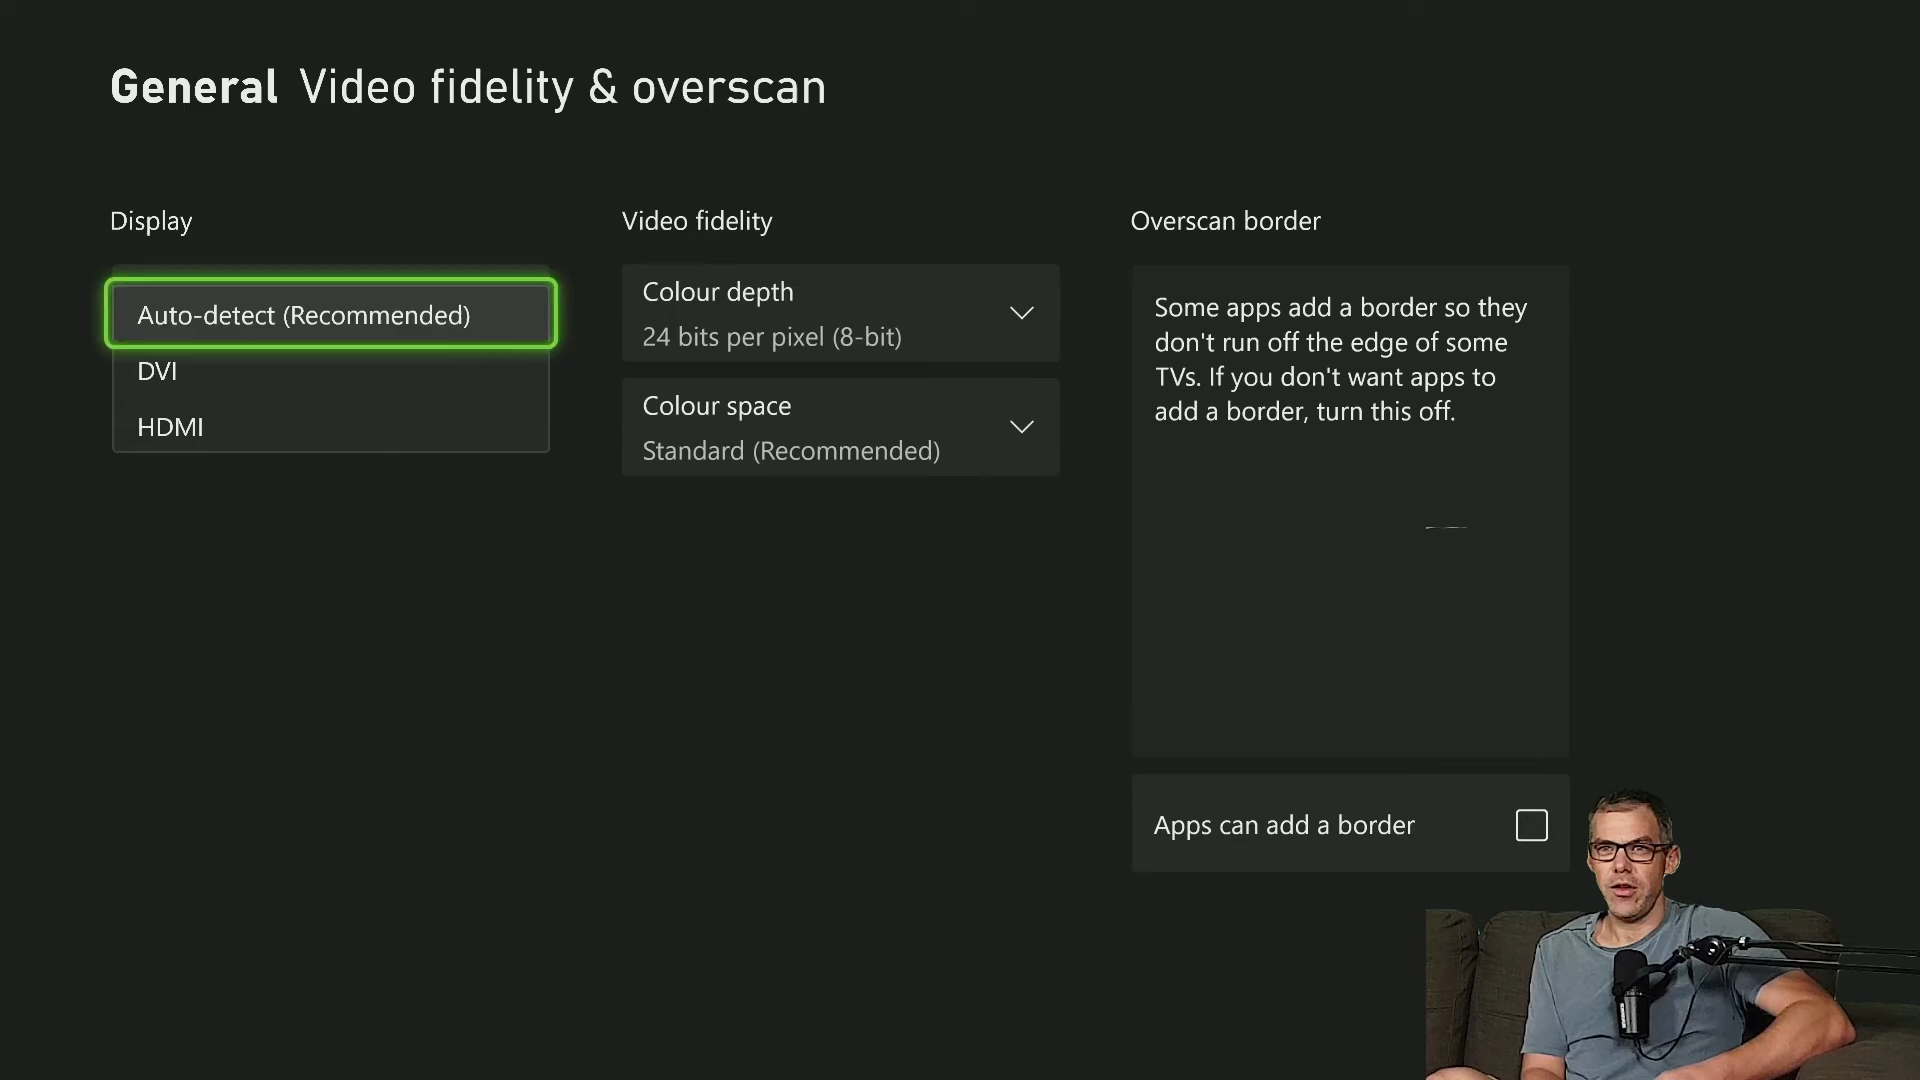 General Video fidelity & overscan
Display
Auto-detect (Recommended)
DVI
HDMI
Video fidelity
Colour depth
24 bits per pixel (8-bit)
Colour space
Standard (Recommended)
Overscan border
Some apps add a border so they
don't run off the edge of some
TVs. If you don't want apps to
add a border, turn this off.
Apps can add a border